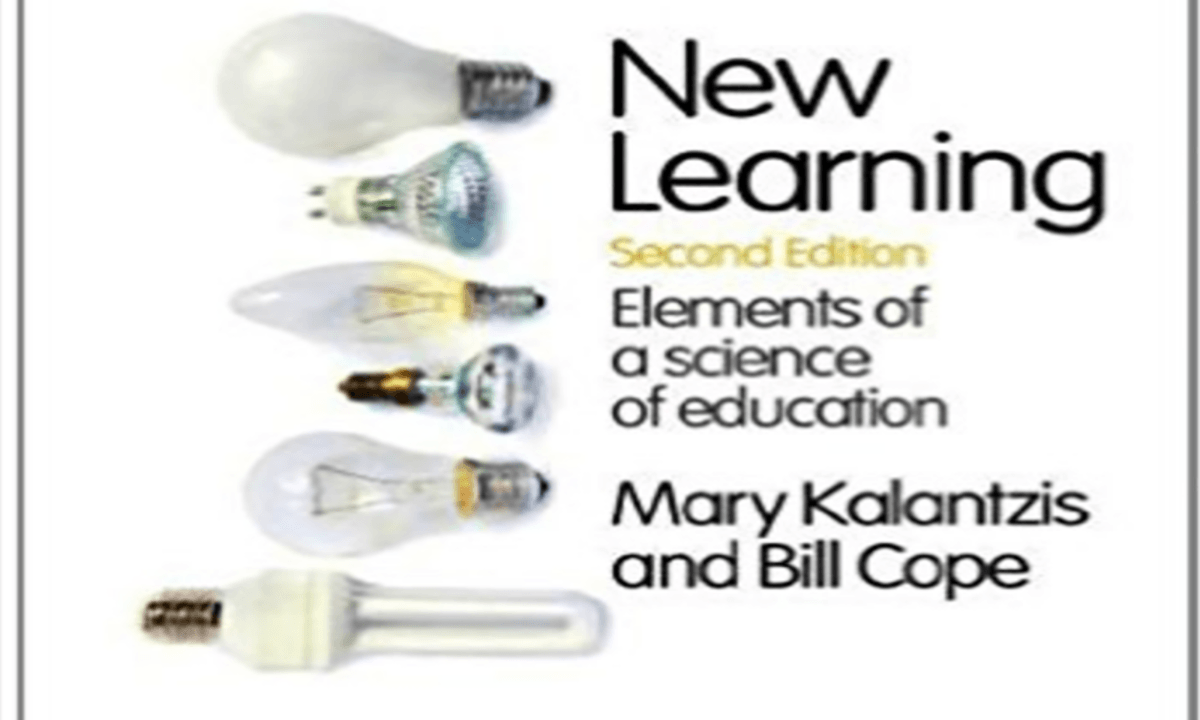 New
Learning
Second Edition
Elements of
a science
of education
Mary Kalantzis
and Bill Cope